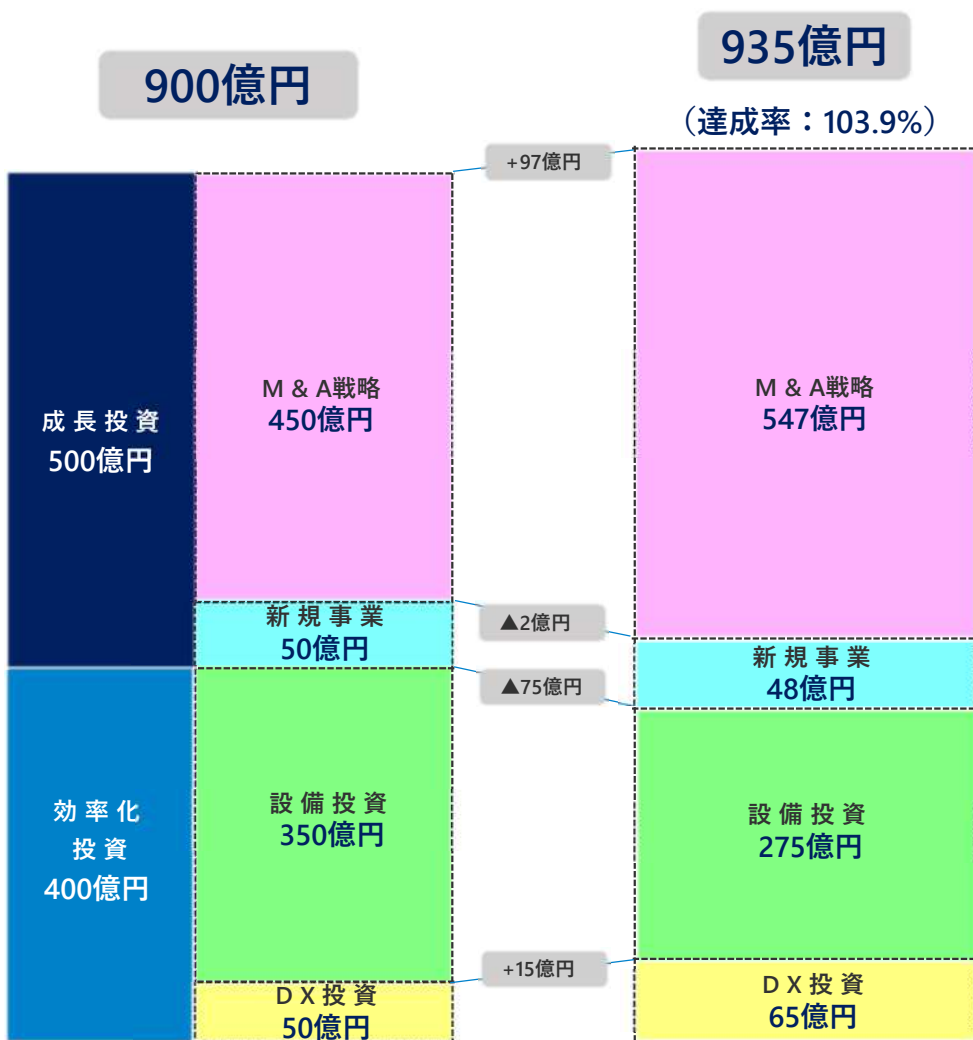 900億円
935億円
（達成率：103.9%）
+97億円
成長投資
500億円
M & A戦略
450億円
M & A戦略
547億円
新規事業
50億円
▲2億円
新規事業
48億円
▲75億円
効率化
投資
400億円
設備投資
350億円
設備投資
275億円
+15億円
DX投資
50億円
DX投資
65億円